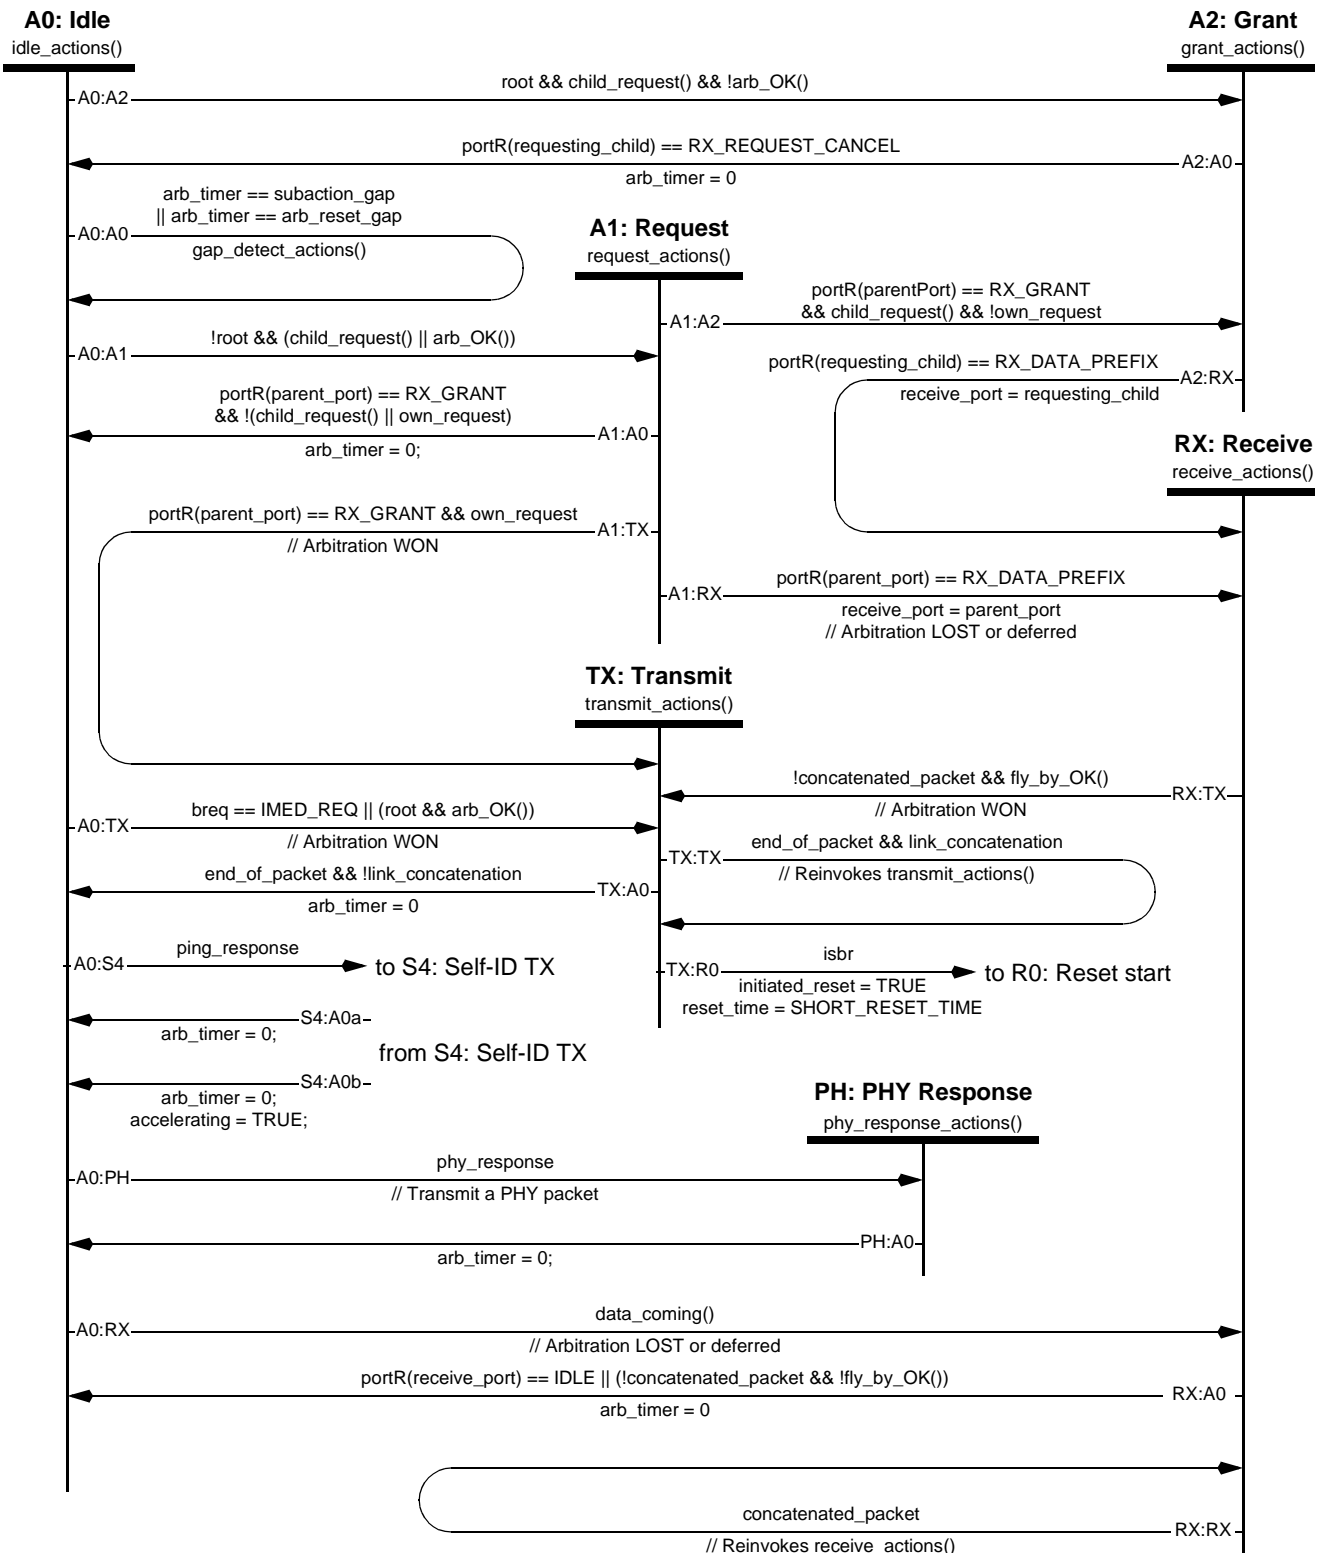 A0: Idle
idle_actions()
A2: Grant
grant_actions()
root && child_request() && !arb_OK()
A0:A2
portR(requesting_child) == RX_REQUEST_CANCEL
A2:A0
arb_timer = 0
arb_timer == subaction_gap
|| arb_timer == arb_reset_gap
A0:A0
gap_detect_actions()
A1: Request
request_actions()
portR(parentPort) == RX_GRANT
&& child_request() && !own_request
A1:A2
!root && (child_request() || arb_OK())
A0:A1
portR(requesting_child) == RX_DATA_PREFIX
A2:RX
receive_port = requesting_child
portR(parent_port) == RX_GRANT
&& !(child_request() || own_request)
A1:A0
arb_timer = 0;
RX: Receive
receive_actions()
portR(parent_port) == RX_GRANT && own_request
A1:TX
// Arbitration WON
portR(parent_port) == RX_DATA_PREFIX
A1:RX
receive_port = parent_port
// Arbitration LOST or deferred
TX: Transmit
transmit_actions()
!concatenated_packet && fly_by_OK()
RX:TX
// Arbitration WON
breq == IMED_REQ || (root && arb_OK())
A0:TX
// Arbitration WON
end_of_packet && link_concatenation
TX:TX
// Reinvokes transmit_actions()
end_of_packet && !link_concatenation
TX:A0
arb_timer = 0
ping_response
A0:S4
to S4: Self-ID TX
isbr
TX:R0
to R0: Reset start
initiated_reset = TRUE
reset_time = SHORT_RESET_TIME
S4:A0a
arb_timer = 0;
from S4: Self-ID TX
S4:A0b
arb_timer = 0;
accelerating = TRUE;
PH: PHY Response
phy_response_actions()
phy_response
A0:PH
// Transmit a PHY packet
PH:A0
arb_timer = 0;
data_coming()
A0:RX
// Arbitration LOST or deferred
portR(receive_port) == IDLE || (!concatenated_packet && !fly_by_OK())
RX:A0
arb_timer = 0
concatenated_packet
RX:RX
// Reinvokes receive_actions()